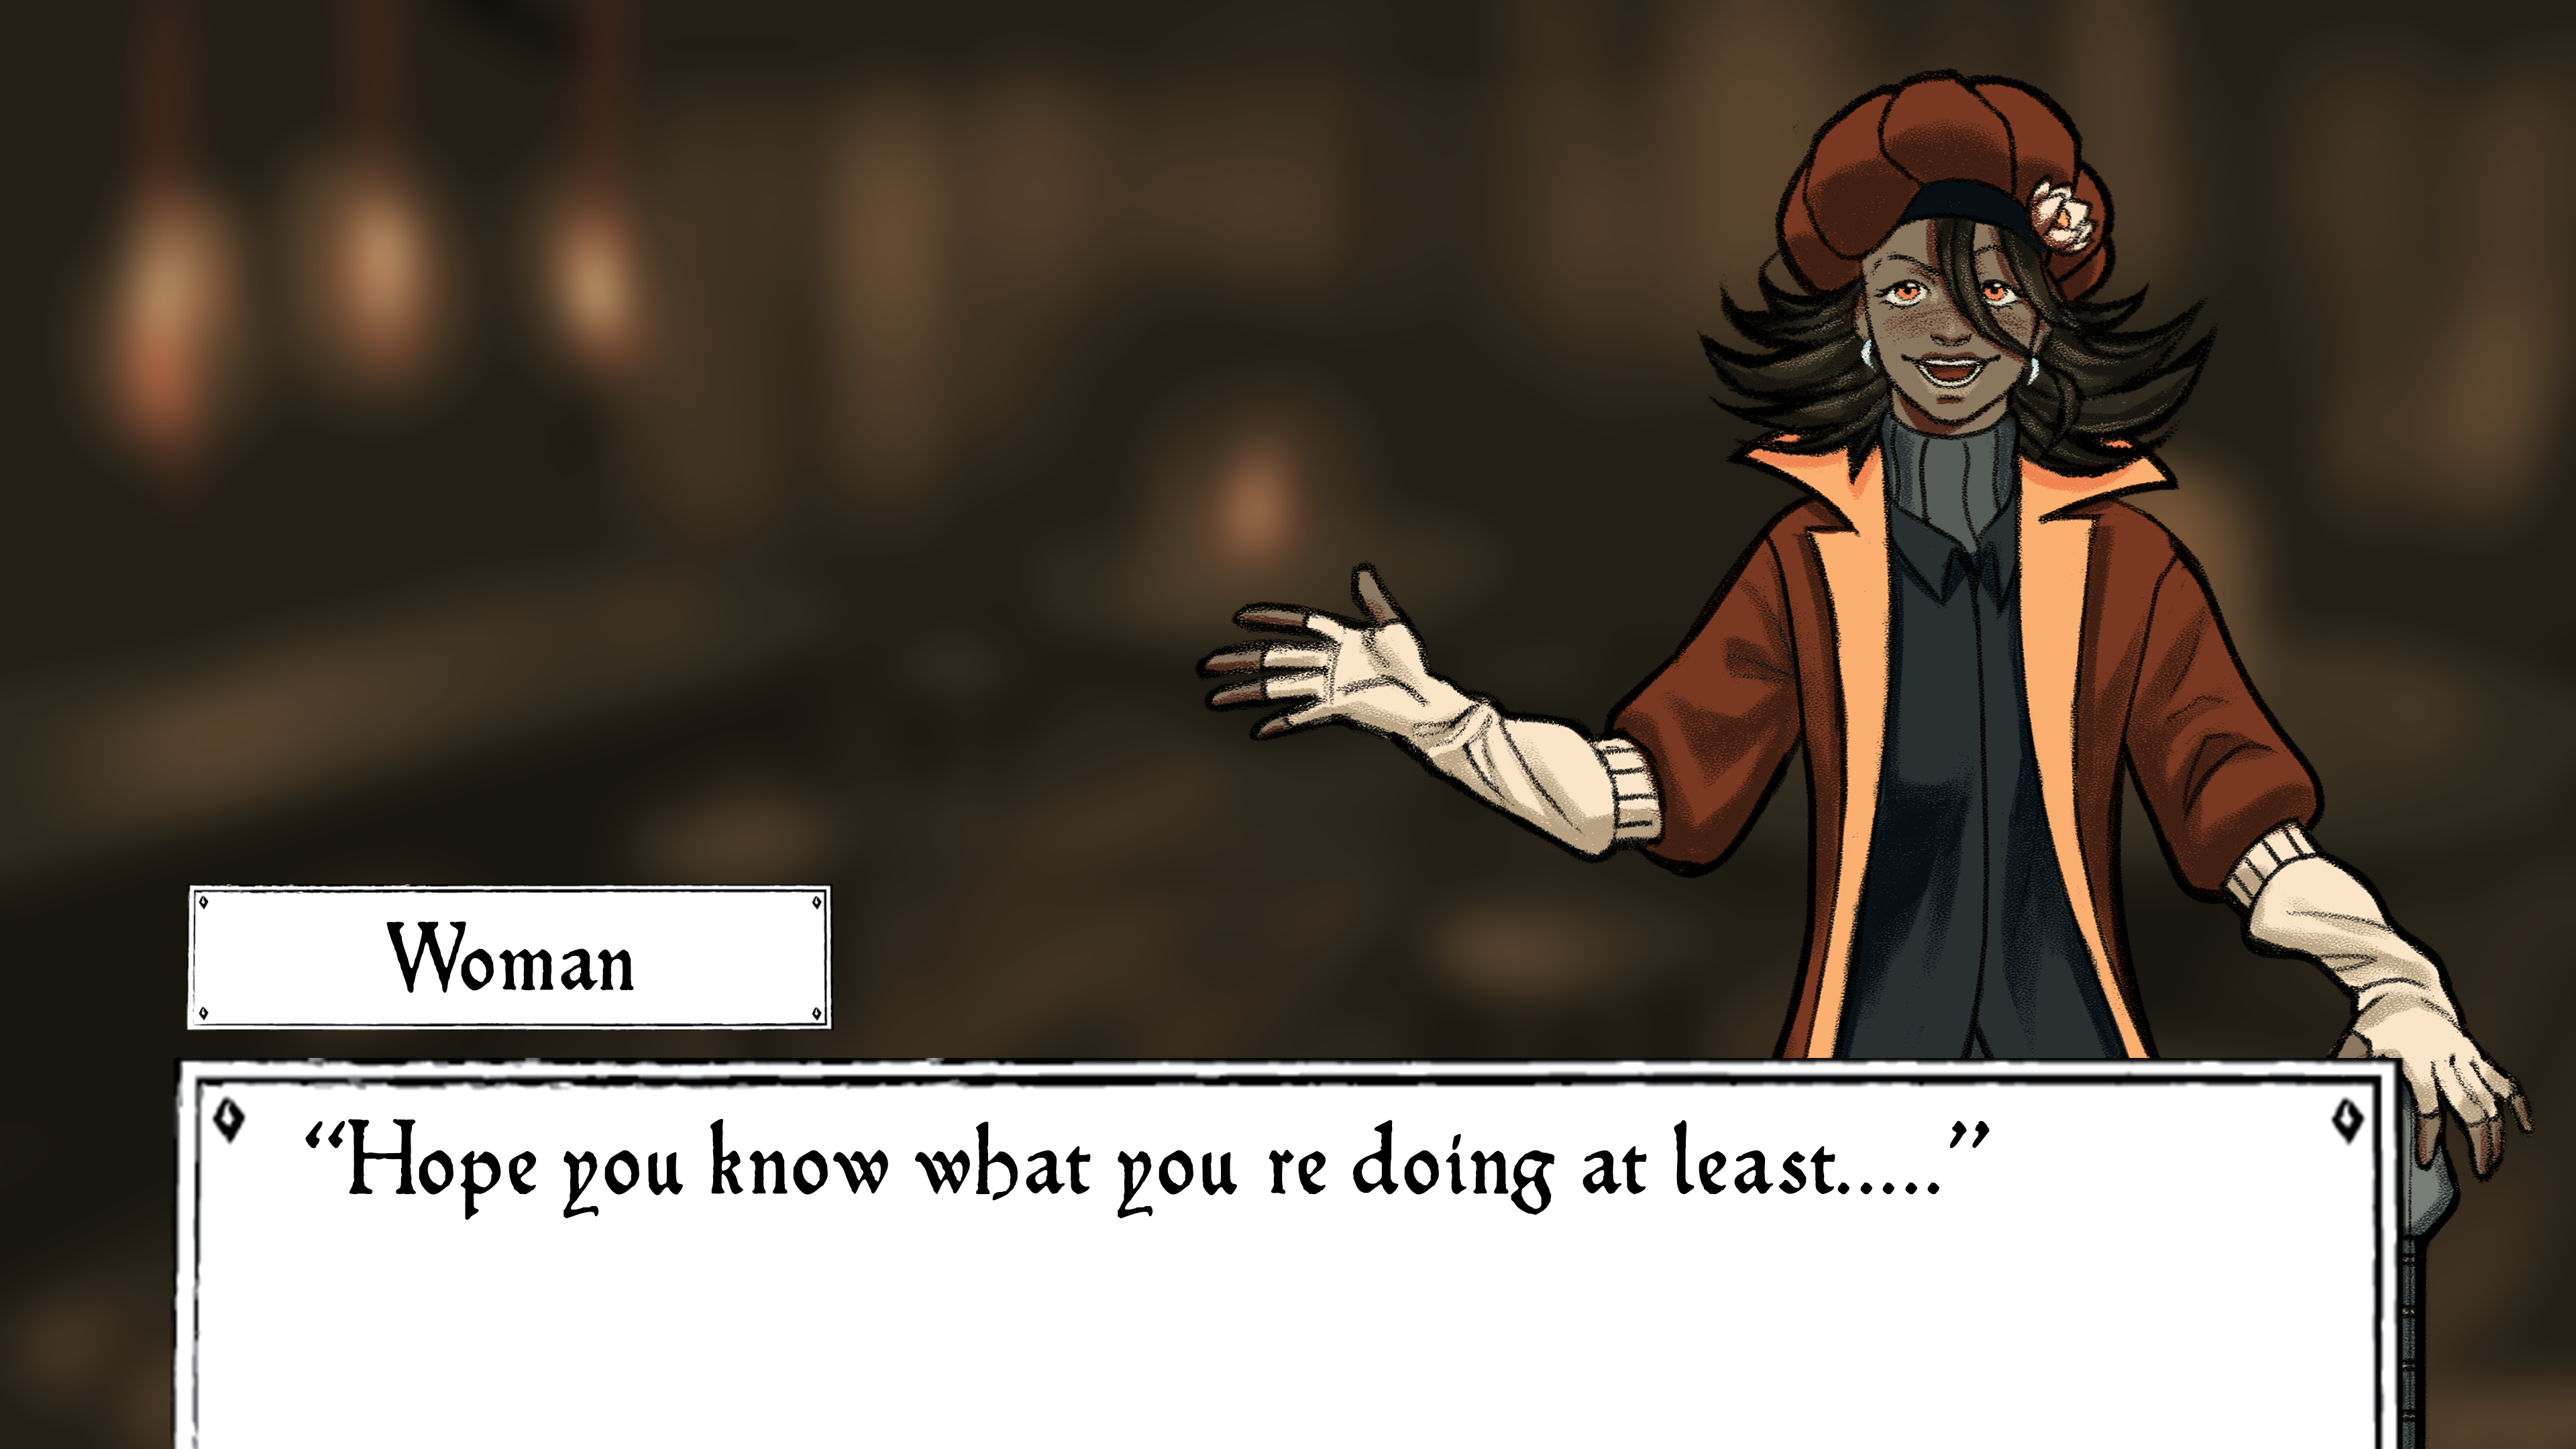 Woman
“Hope you know what you re doing at least.....”